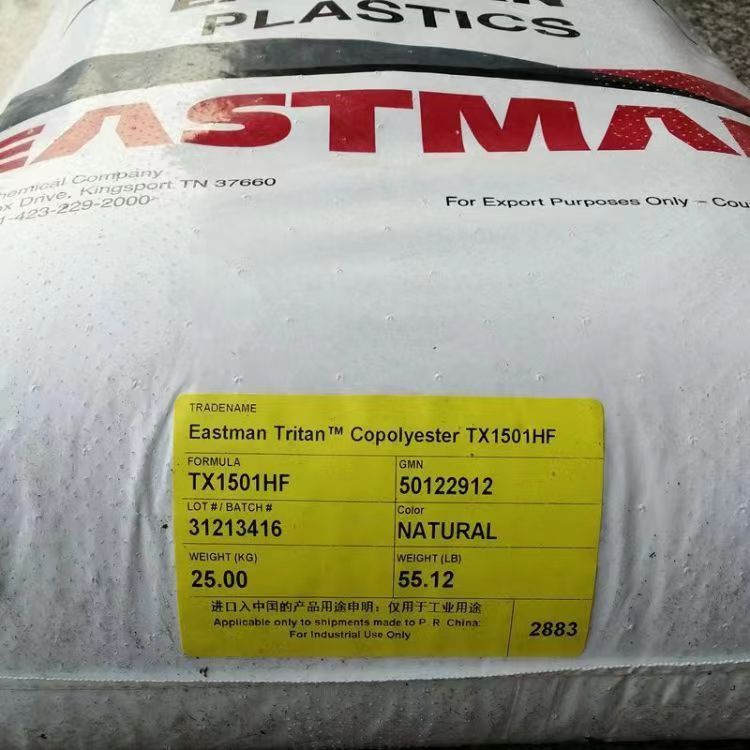 PLASTICS
EASTMAN
Chemical Company
Drive, Kingsport TN 37660
1-423-229-2000
For Export Purposes Only –
TRADENAME
Eastman Tritan™ Copolyester TX1501HF
FORMULA
TX1501HF
GMN
50122912
LOT # / BATCH #
31213416
Color
NATURAL
WEIGHT (KG)
25.00
WEIGHT (LB)
55.12
进口入中国的产品用途申明：仅用于工业用途
Applicable only to shipments made to P. R. China:
For Industrial Use Only
2883